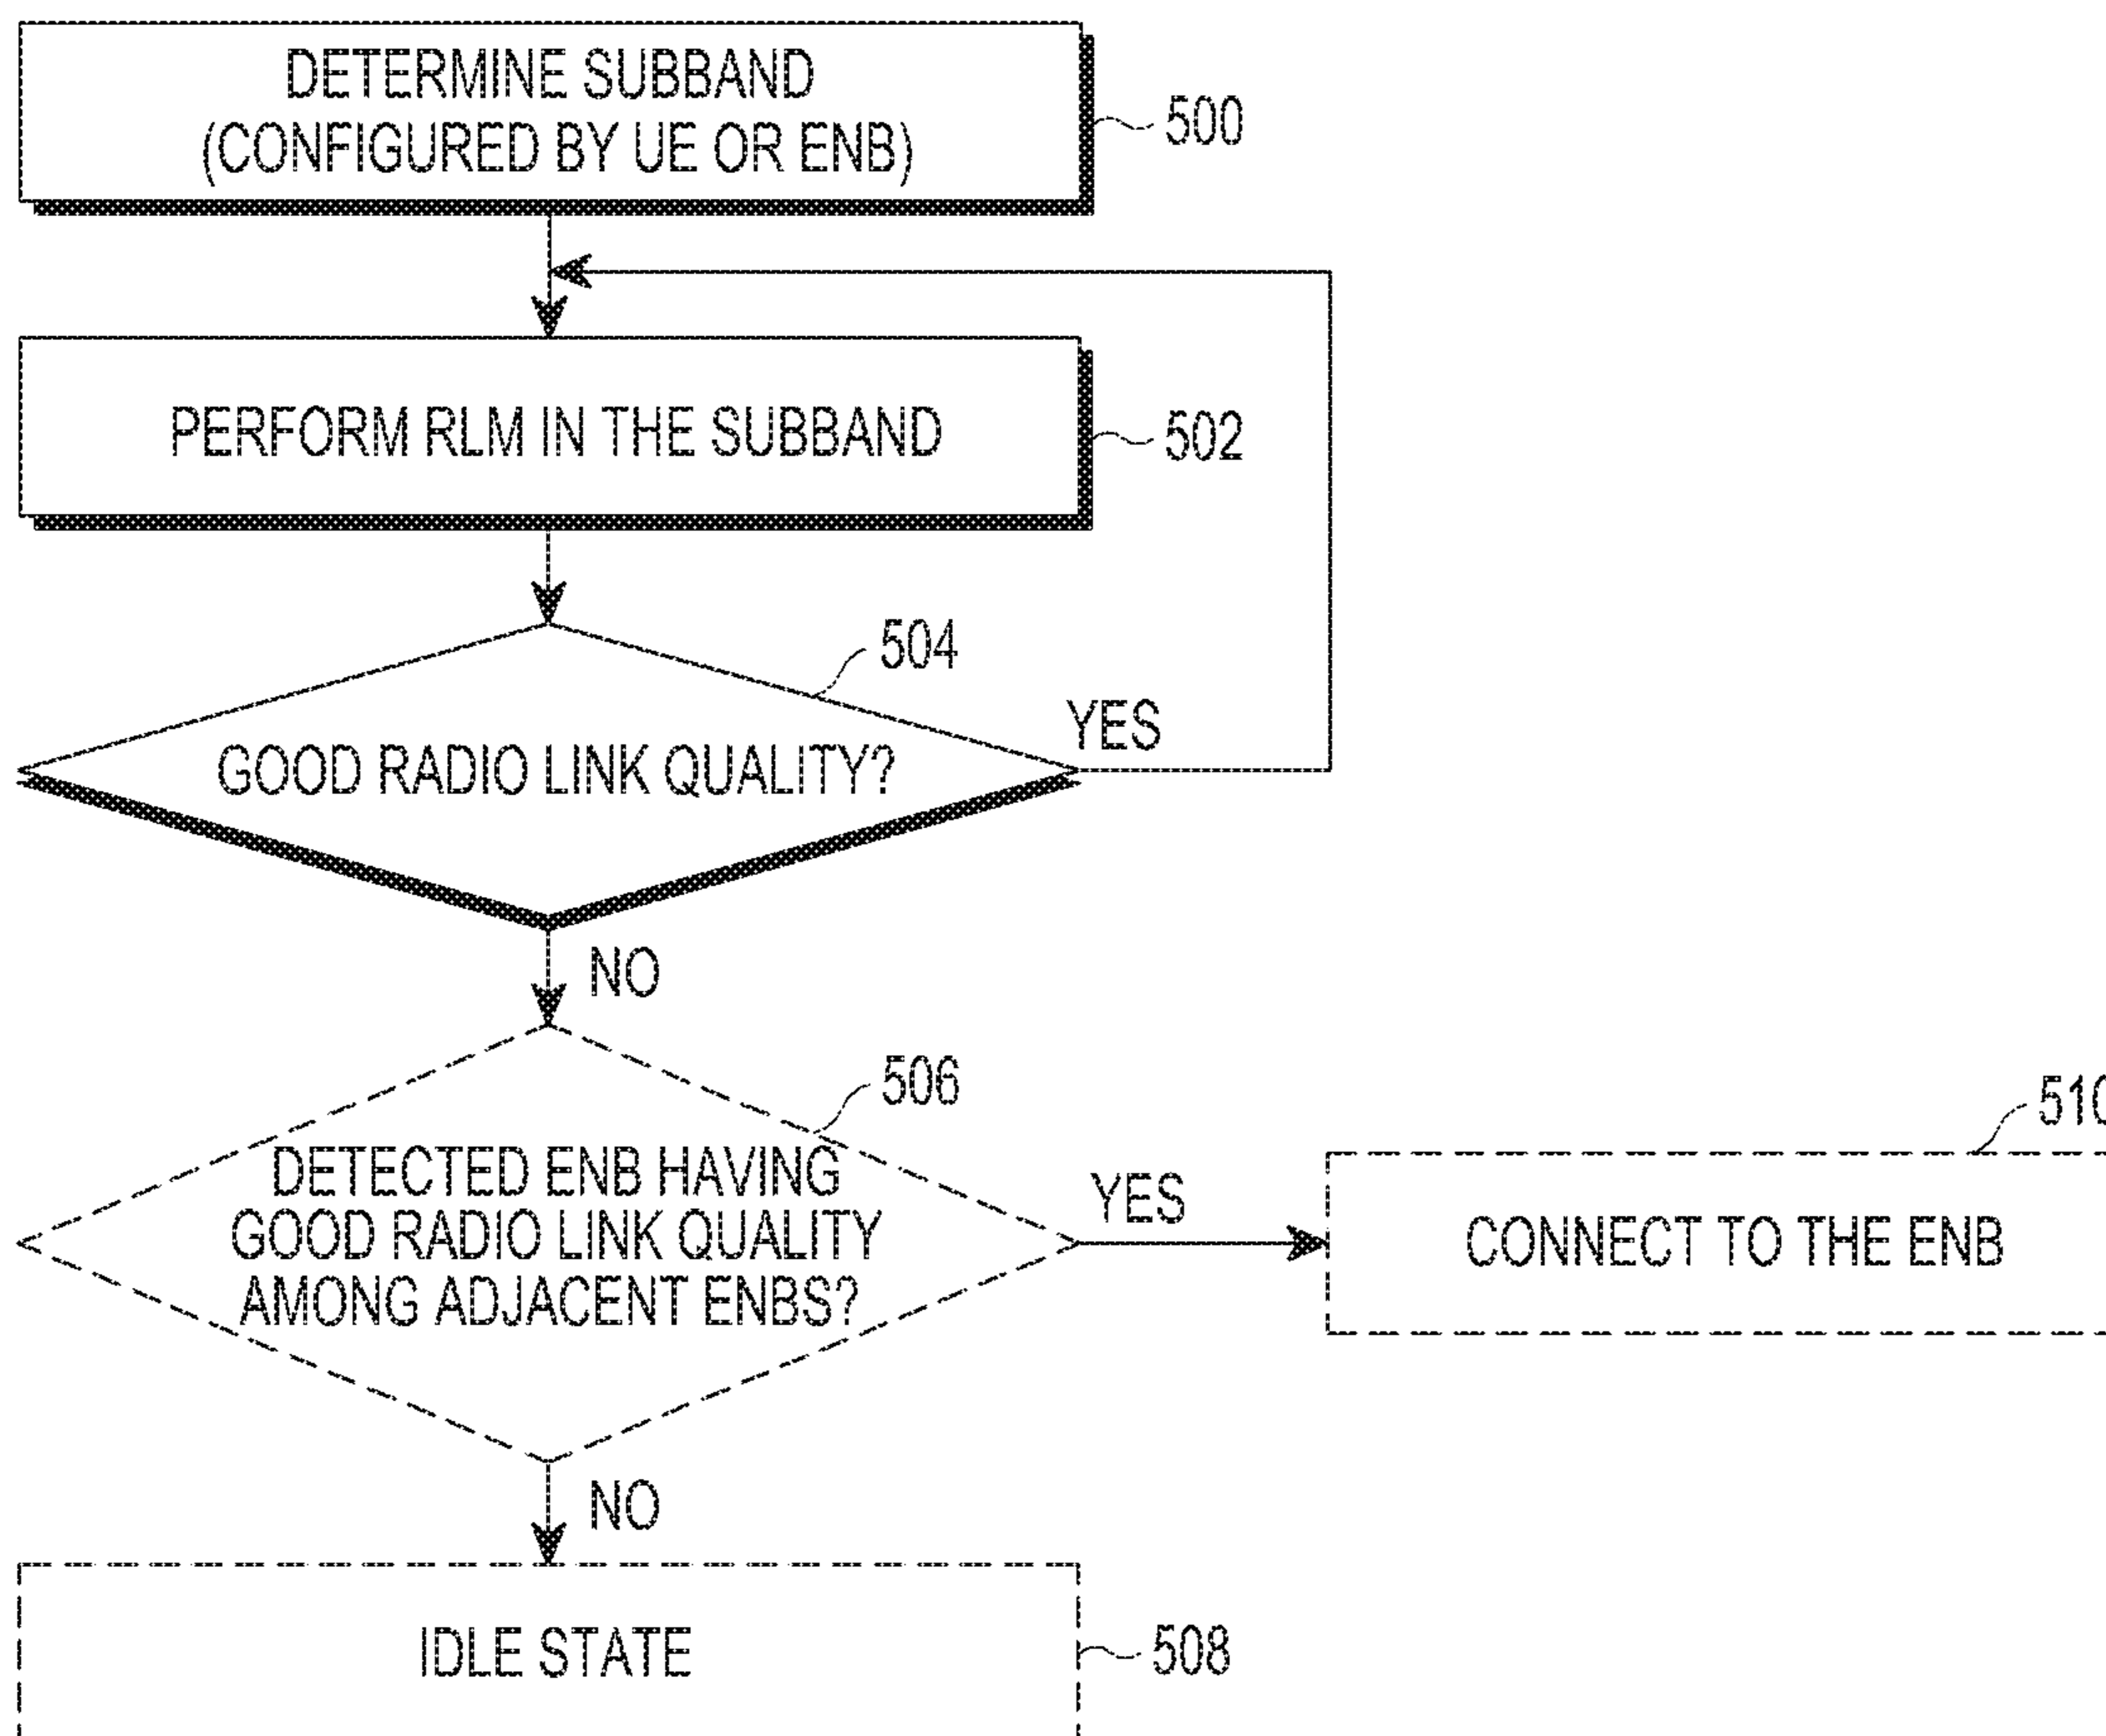 DETERMINE SUBBAND
(CONFIGURED BY UE OR ENB)
500
PERFORM RLM IN THE SUBBAND
502
504
YES
GOOD RADIO LINK QUALITY?
NO
506
510
DETECTED ENB HAVING
GOOD RADIO LINK QUALITY
AMONG ADJACENT ENBS?
YES
CONNECT TO THE ENB
NO
IDLE STATE
508